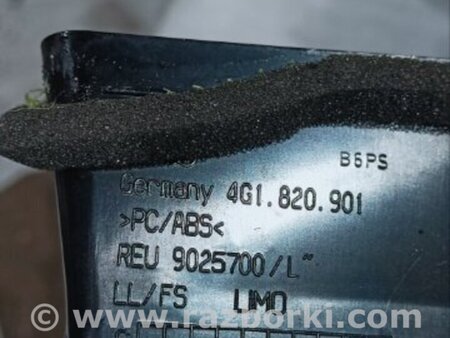 B6PS
Germany 4G1.820.901
>PC/ABS<
REU 9025700/L"
LL/FS LIMO
© www.razborki.com